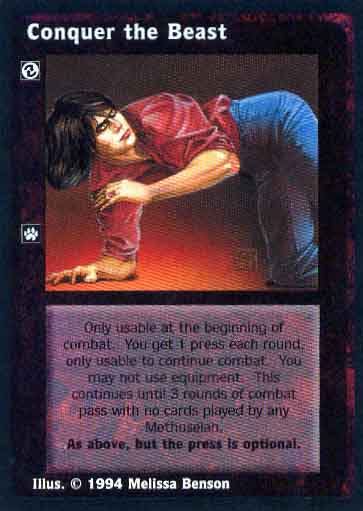 Conquer the Beast
Only usable at the beginning of
combat. You get 1 press each round,
only usable to continue combat. You
may not use equipment. This
continues until 3 rounds of combat
pass with no cards played by any
Methuselah.
As above, but the press is optional.
Illus. © 1994 Melissa Benson